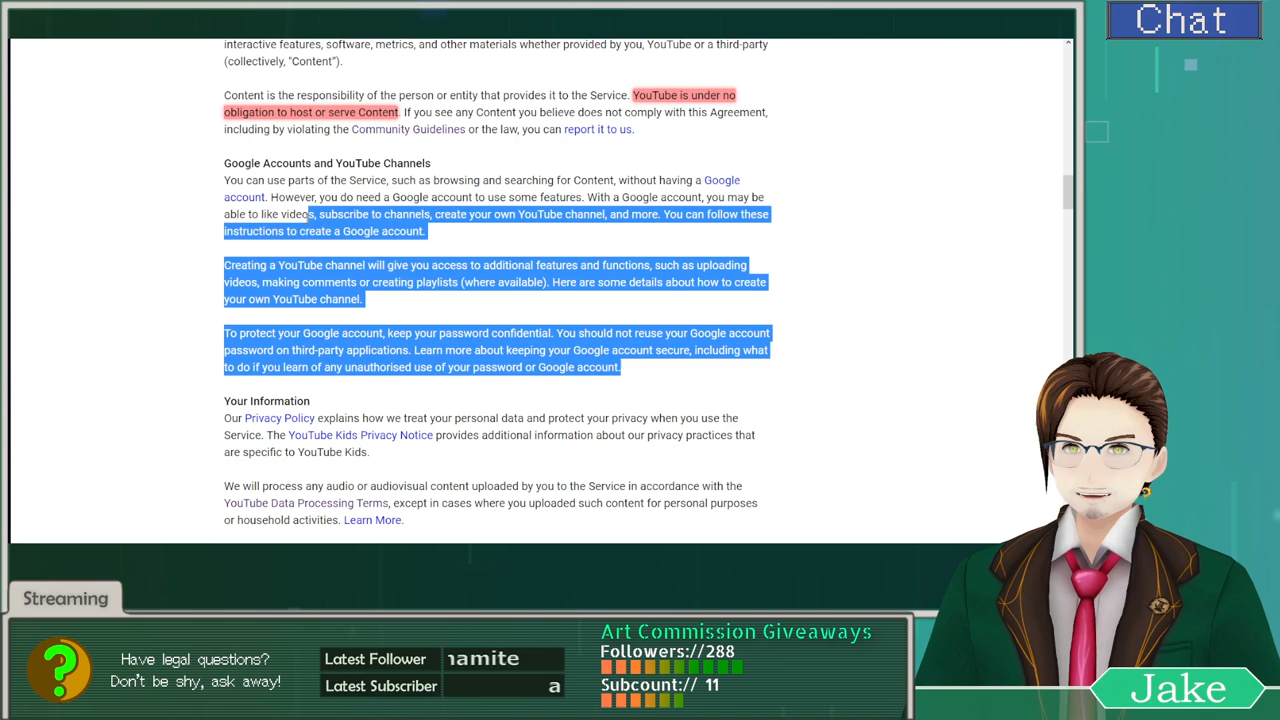 Chat
interactive features, software, metrics, and other materials whether provided by you, YouTube or a third-party
(collectively, "Content").
Content is the responsibility of the person or entity that provides it to the Service. YouTube is under no
obligation to host or serve Content. If you see any Content you believe does not comply with this Agreement,
including by violating the Community Guidelines or the law, you can report it to us.
Google Accounts and YouTube Channels
You can use parts of the Service, such as browsing and searching for Content, without having a Google
account. However, you do need a Google account to use some features. With a Google account, you may be
able to like videos, subscribe to channels, create your own YouTube channel, and more. You can follow these
instructions to create a Google account.
Creating a YouTube channel will give you access to additional features and functions, such as uploading
videos, making comments or creating playlists (where available). Here are some details about how to create
your own YouTube channel.
To protect your Google account, keep your password confidential. You should not reuse your Google account
password on third-party applications. Learn more about keeping your Google account secure, including what
to do if you learn of any unauthorised use of your password or Google account.
Your Information
Our Privacy Policy explains how we treat your personal data and protect your privacy when you use the
Service. The YouTube Kids Privacy Notice provides additional information about our privacy practices that
are specific to YouTube Kids.
We will process any audio or audiovisual content uploaded by you to the Service in accordance with the
YouTube Data Processing Terms, except in cases where you uploaded such content for personal purposes
or household activities. Learn More.
Streaming
?
Have legal questions?
Don't be shy, ask away!
Latest Follower
Latest Subscriber
a
Art Commission Giveaways
Followers://288
Subcount:// 11
Jake